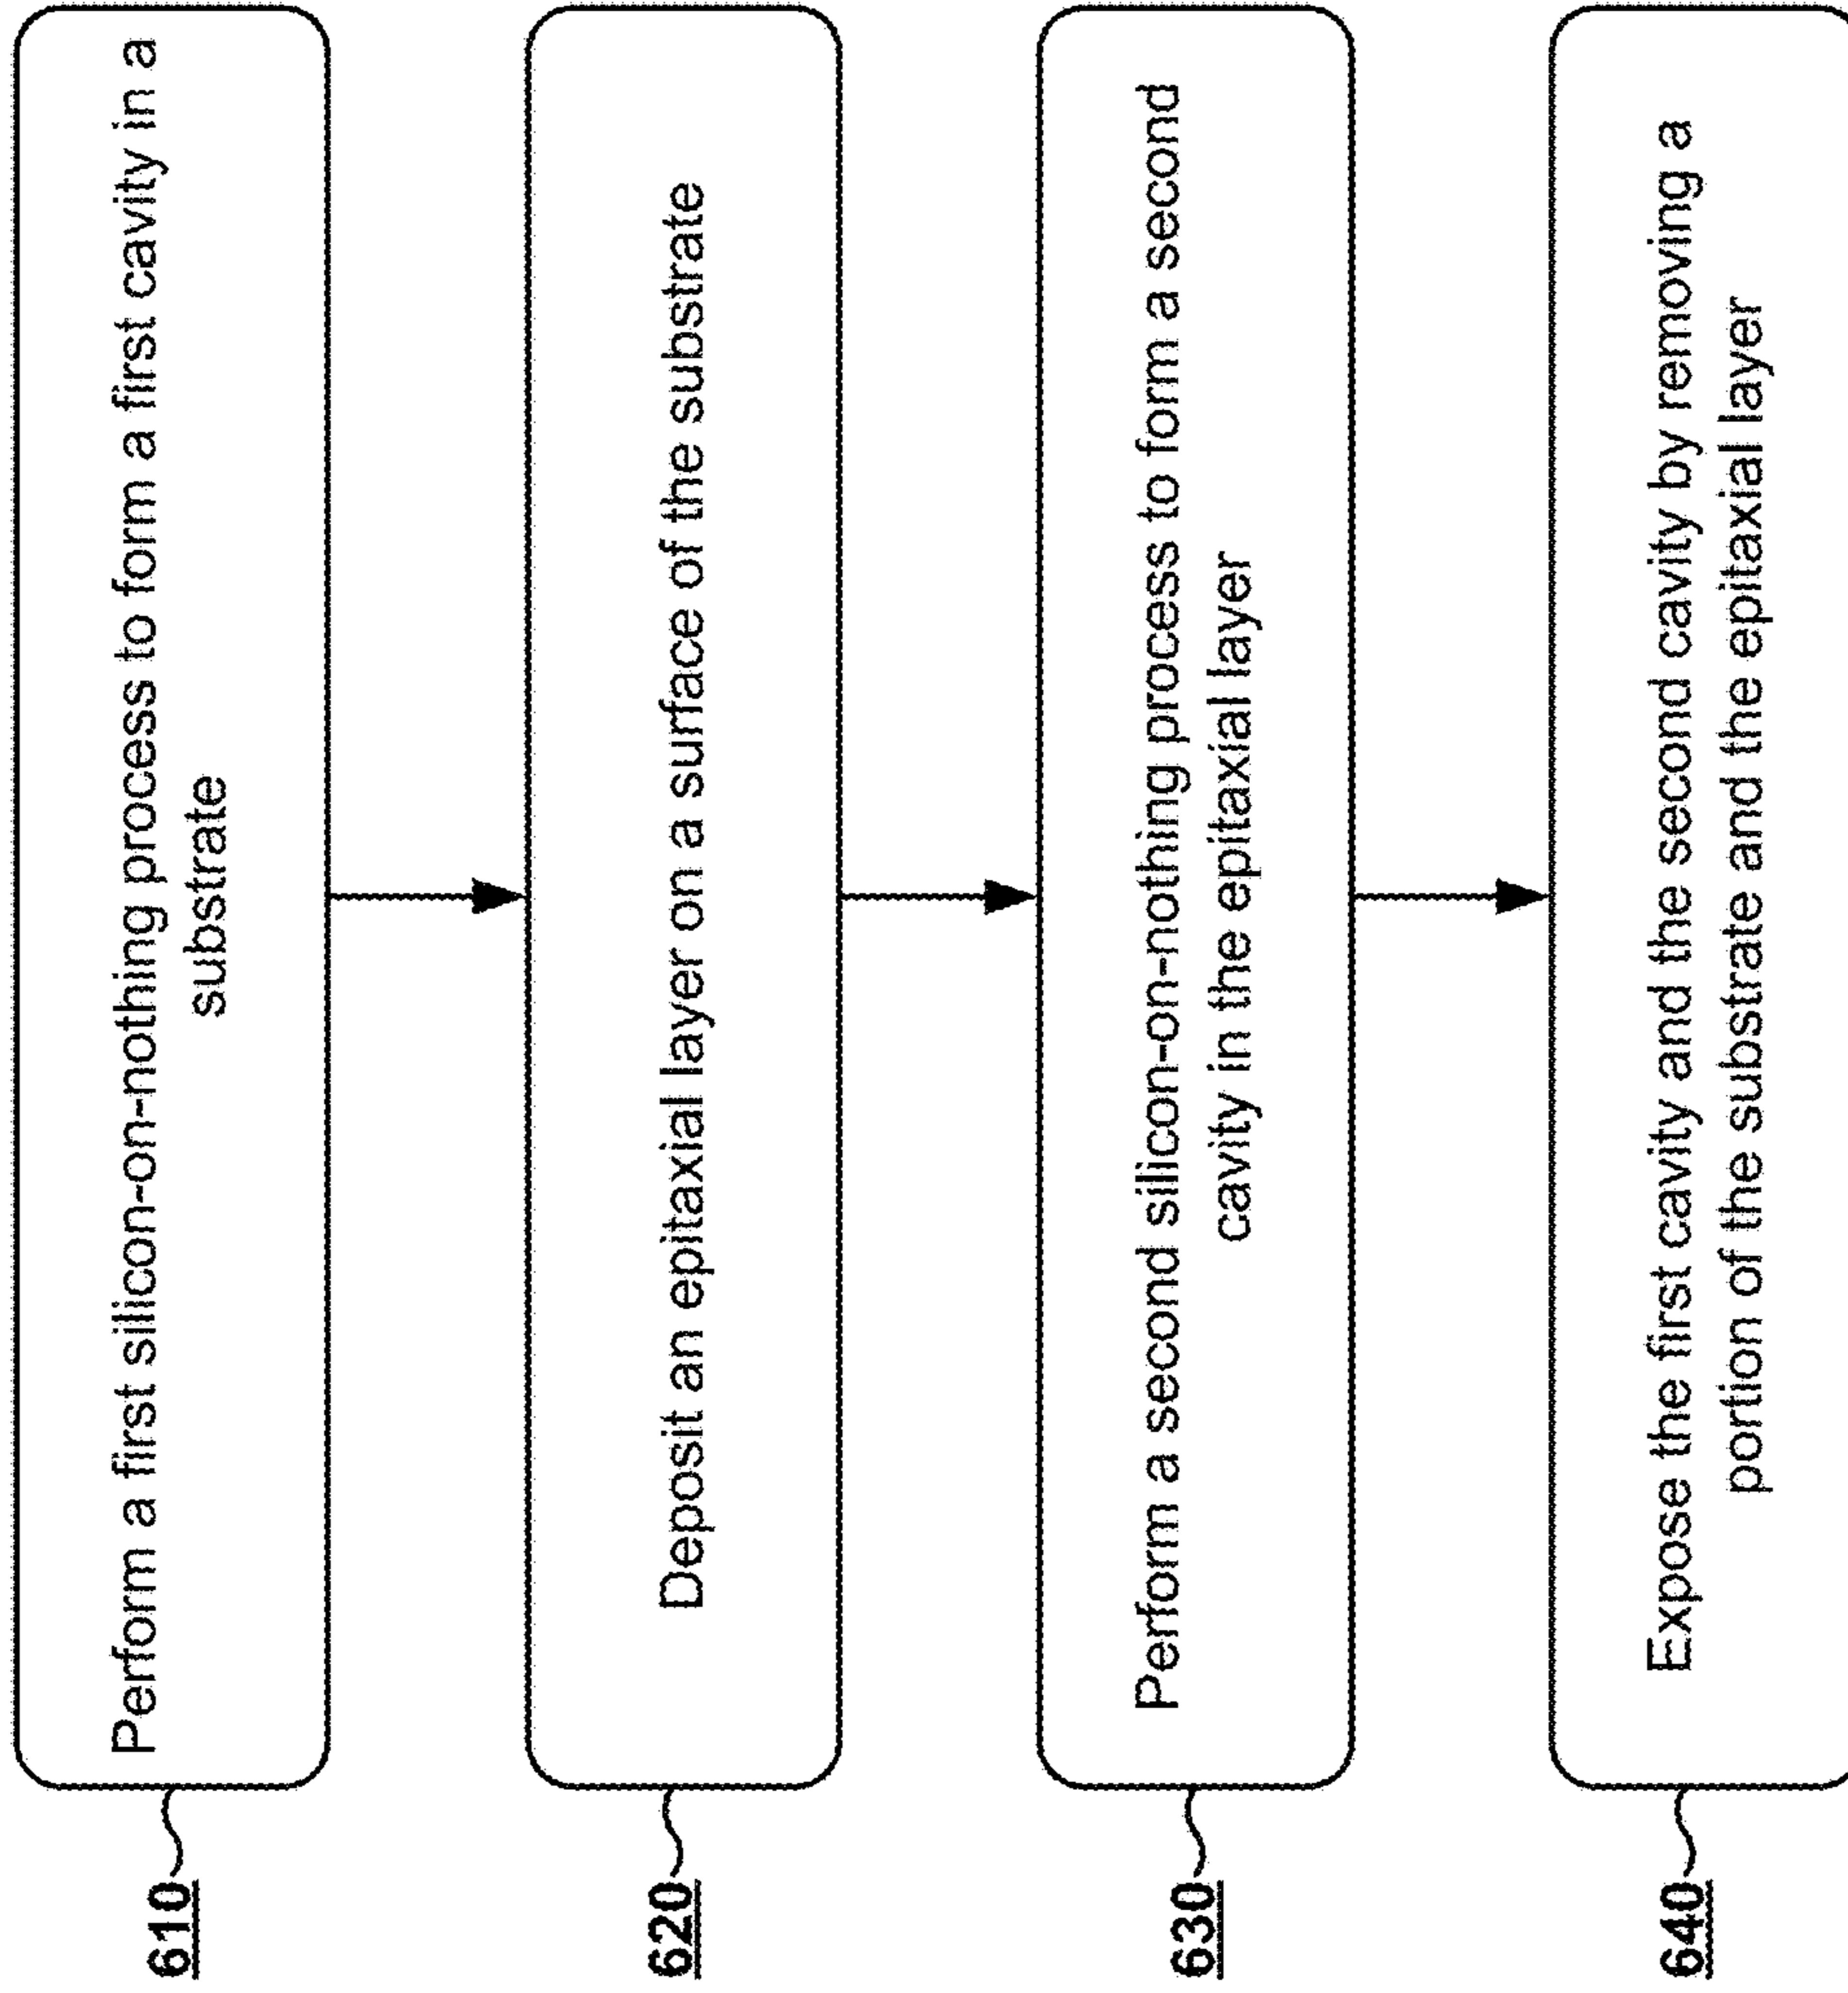 610
Perform a first silicon-on-nothing process to form a first cavity in a
substrate
620
Deposit an epitaxial layer on a surface of the substrate
630
Perform a second silicon-on-nothing process to form a second
cavity in the epitaxial layer
640
Expose the first cavity and the second cavity by removing a
portion of the substrate and the epitaxial layer